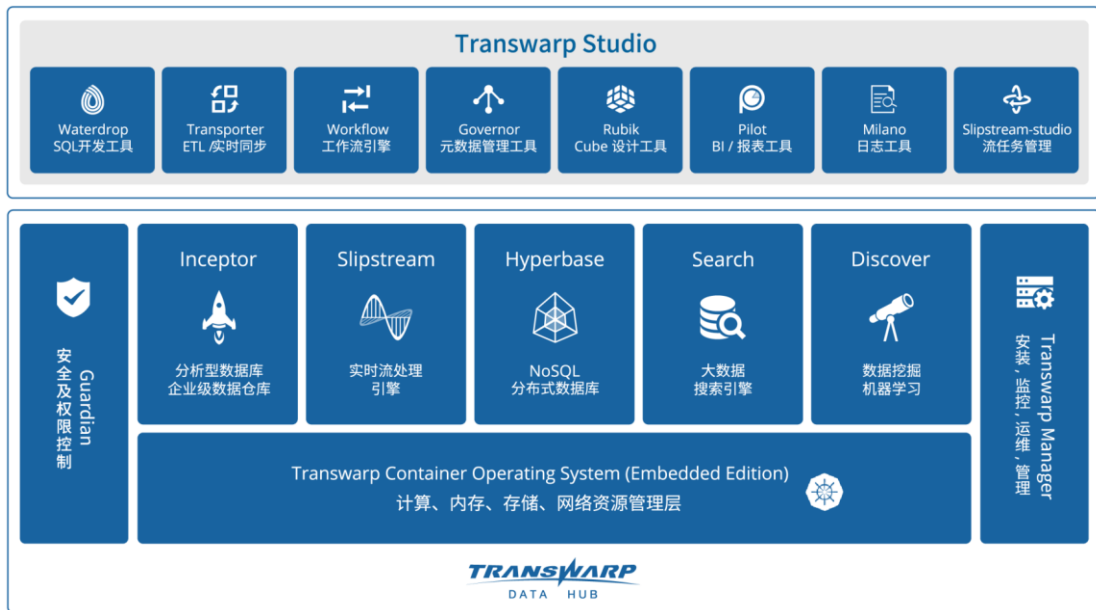 Transwarp Studio
Waterdrop
SQL开发工具
Transporter
ETL /实时同步
Workflow
工作流引擎
Governor
元数据管理工具
Rubik
Cube 设计工具
Pilot
BI / 报表工具
Milano
日志工具
Slipstream-studio
流任务管理
Guardian
安全及权限控制
Inceptor
分析型数据库
企业级数据仓库
Slipstream
实时流处理
引擎
Hyperbase
NoSQL
分布式数据库
Search
大数据
搜索引擎
Discover
数据挖掘
机器学习
Transwarp Manager
安装,监控,运维,管理
Transwarp Container Operating System (Embedded Edition)
计算、内存、存储、网络资源管理层
TRANSWARP
DATA HUB